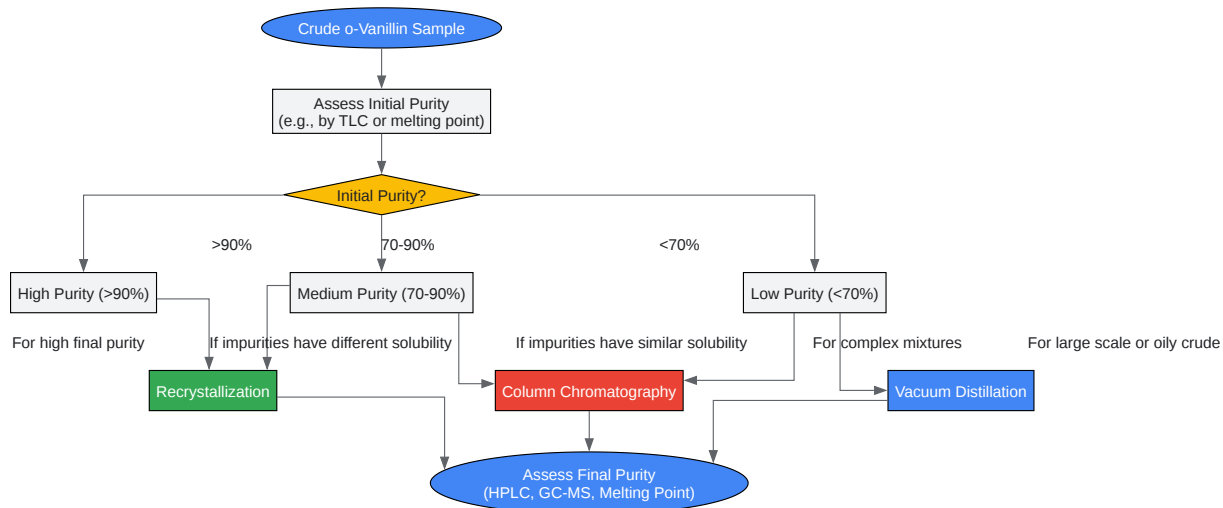 Crude o-Vanillin Sample
Assess Initial Purity
(e.g., by TLC or melting point)
Initial Purity?
>90%
70-90%
<70%
High Purity (>90%)
Medium Purity (70-90%)
Low Purity (<70%)
For high final purity
If impurities have different solubility
If impurities have similar solubility
For complex mixtures
For large scale or oily crude
Recrystallization
Column Chromatography
Vacuum Distillation
Assess Final Purity
(HPLC, GC-MS, Melting Point)